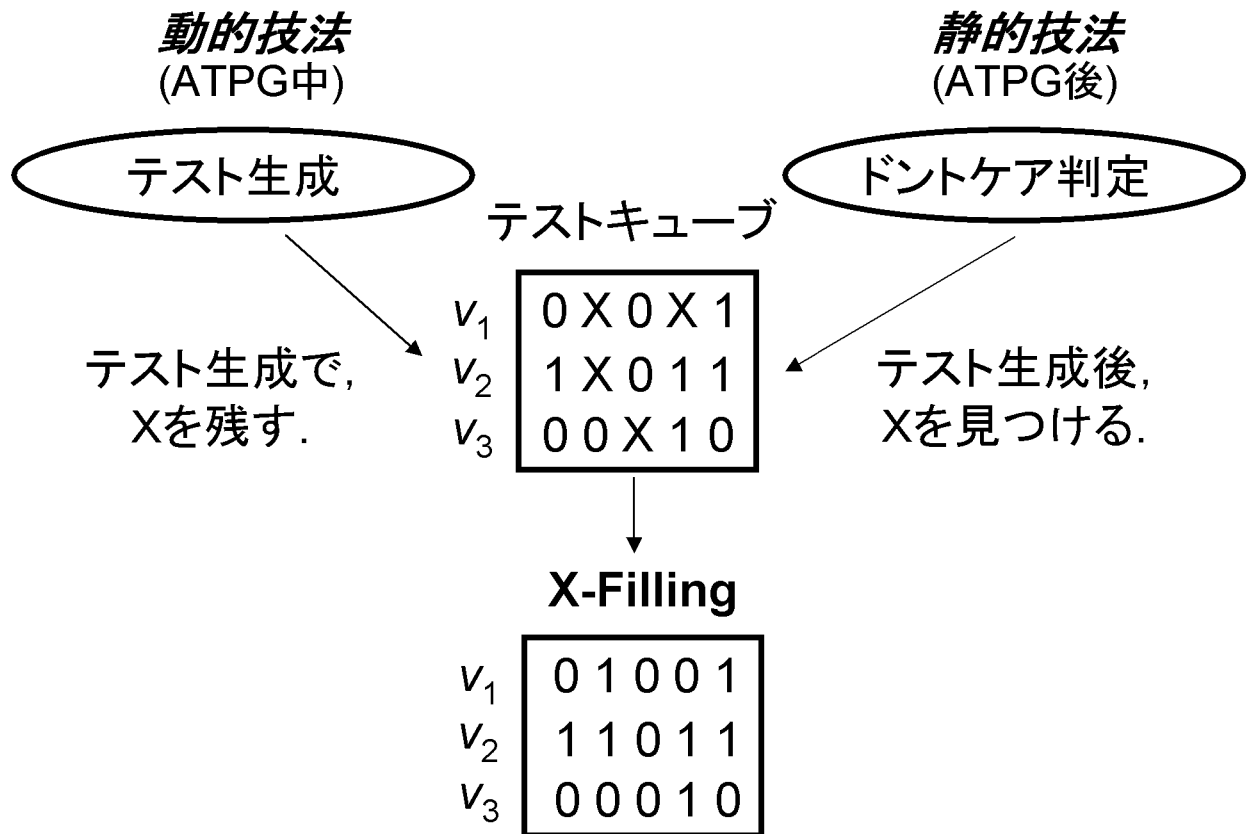 動的技法
(ATPG中)
テスト生成
静的技法
(ATPG後)
ドントケア判定
テストキューブ
v1 0 X 0 X 1
v2 1 X 0 1 1
v3 0 0 X 1 0
テスト生成で,
Xを残す.
テスト生成後,
Xを見つける.
X-Filling
v1 0 1 0 0 1
v2 1 1 0 1 1
v3 0 0 0 1 0